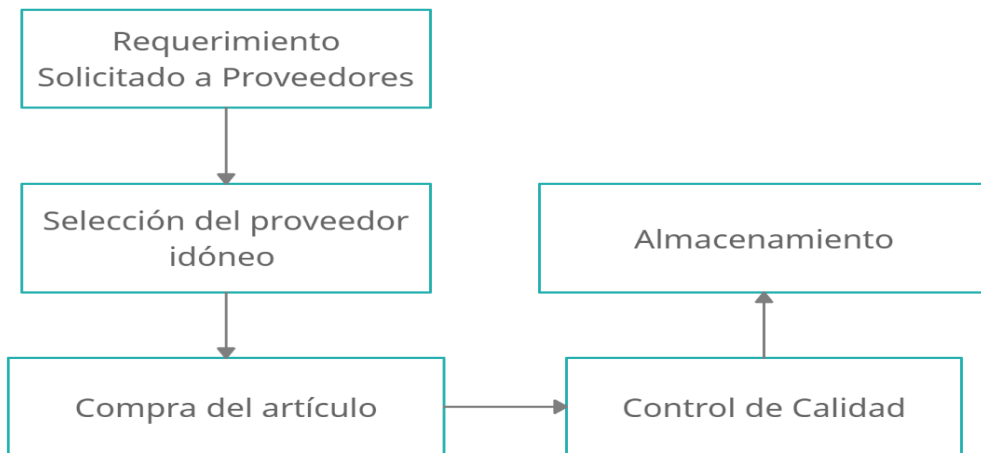 Requerimiento
Solicitado a Proveedores
Selección del proveedor
idóneo
Compra del artículo
Control de Calidad
Almacenamiento